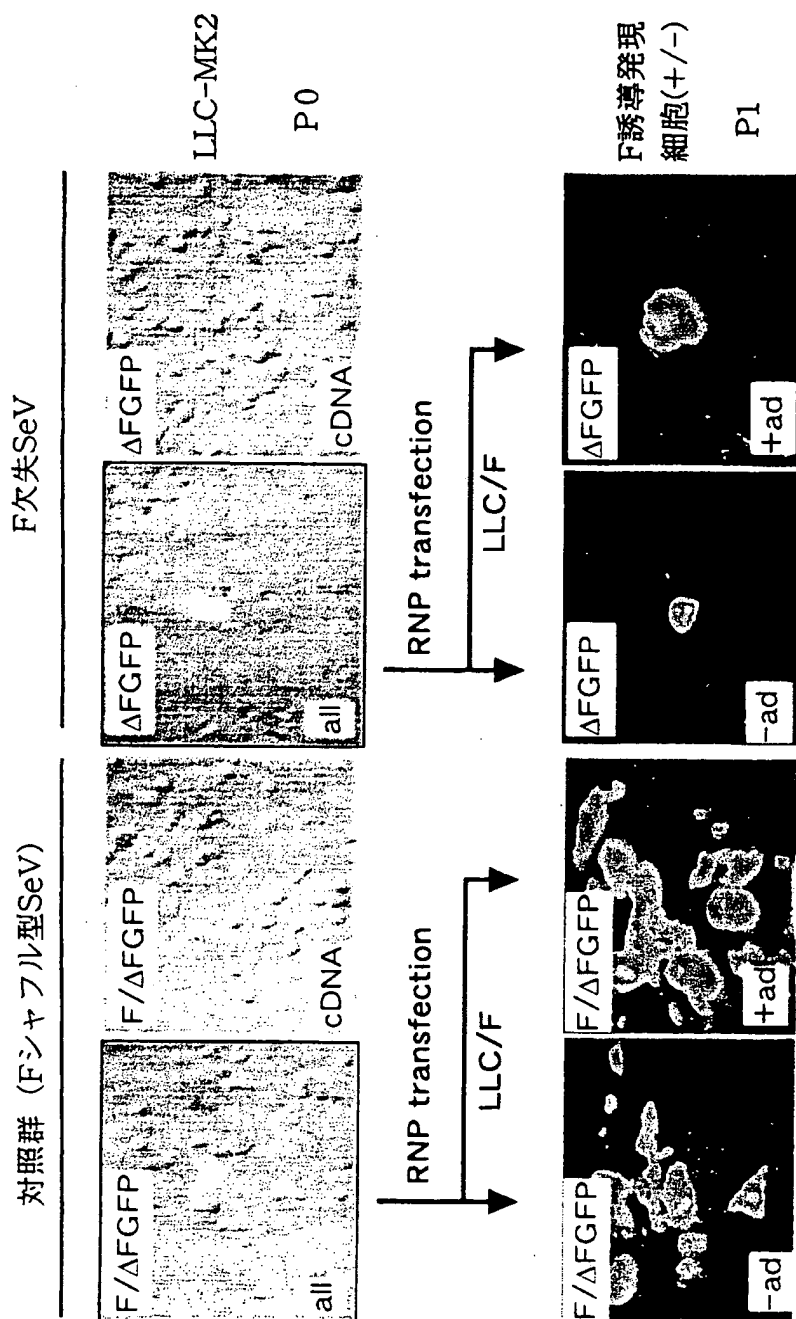 対照群 (Fシャフル型SeV)
F欠失SeV
F/ΔFGFP
all
F/ΔFGFP
cDNA
ΔFGFP
all
ΔFGFP
cDNA
LLC-MK2
P0
RNP transfection
LLC/F
RNP transfection
LLC/F
F/ΔFGFP
-ad
F/ΔFGFP
+ad
ΔFGFP
-ad
ΔFGFP
+ad
F誘導発現
細胞(+/-)
P1